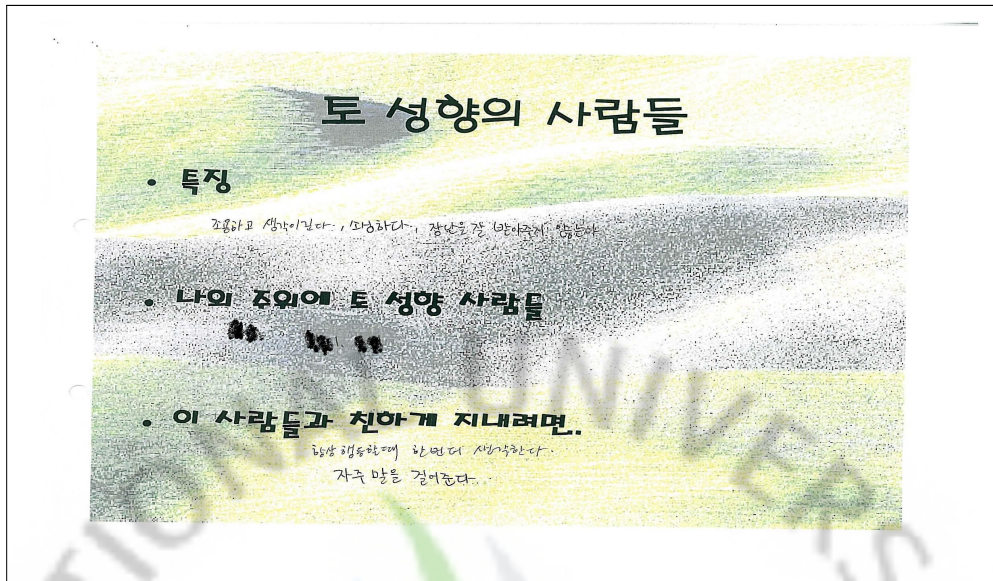 토 성향의 사람들
• 특징
조용하고 생각이깊다., 소심하다, 장난을 잘 받아주지 않는다
• 나의 주위에 토 성향 사람들
• 이 사람들과 친하게 지내려면..
항상 행동할때 한번더 생각한다.
자주 말을 걸어준다..
TIONAL UNIVERS